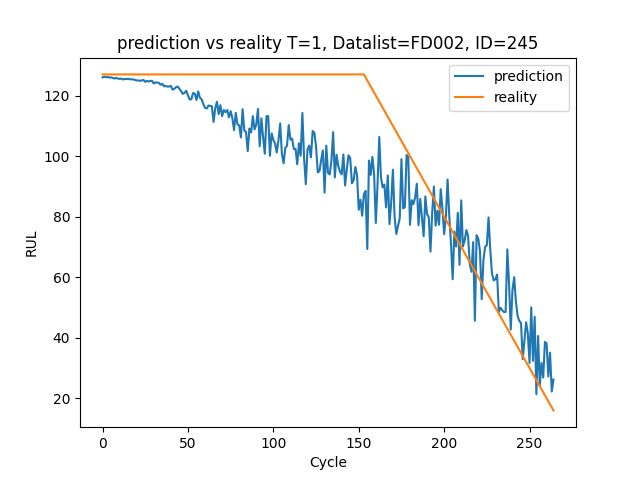 prediction vs reality T=1, Datalist=FD002, ID=245
prediction
reality
RUL
120
100
80
60
40
20
0 50 100 150 200 250
Cycle